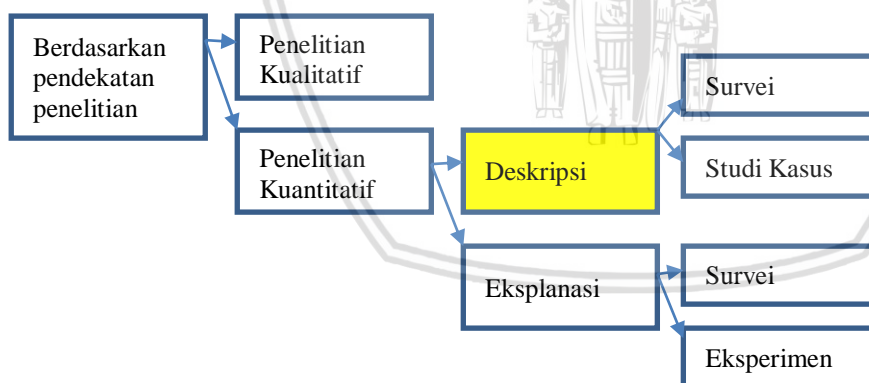 Berdasarkan
pendekatan
penelitian
Penelitian
Kualitatif
Penelitian
Kuantitatif
Deskripsi
Survei
Studi Kasus
Eksplanasi
Survei
Eksperimen